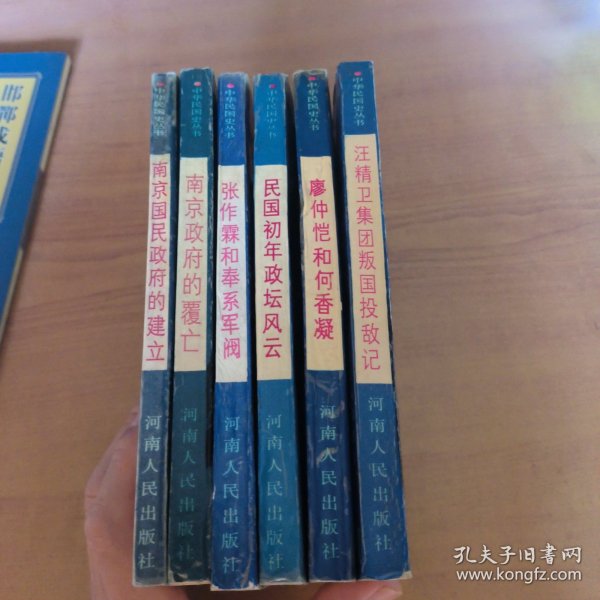 中华民国史丛书
南京国民政府的建立
河南人民出版社
中华民国史丛书
南京政府的覆亡
河南人民出版社
中华民国史丛书
张作霖和奉系军阀
河南人民出版社
中华民国史丛书
民国初年政坛风云
河南人民出版社
中华民国史丛书
廖仲恺和何香凝
河南人民出版社
中华民国史丛书
汪精卫集团叛国投敌记
河南人民出版社
邯郸
孔夫子旧书网
www.kongfz.com